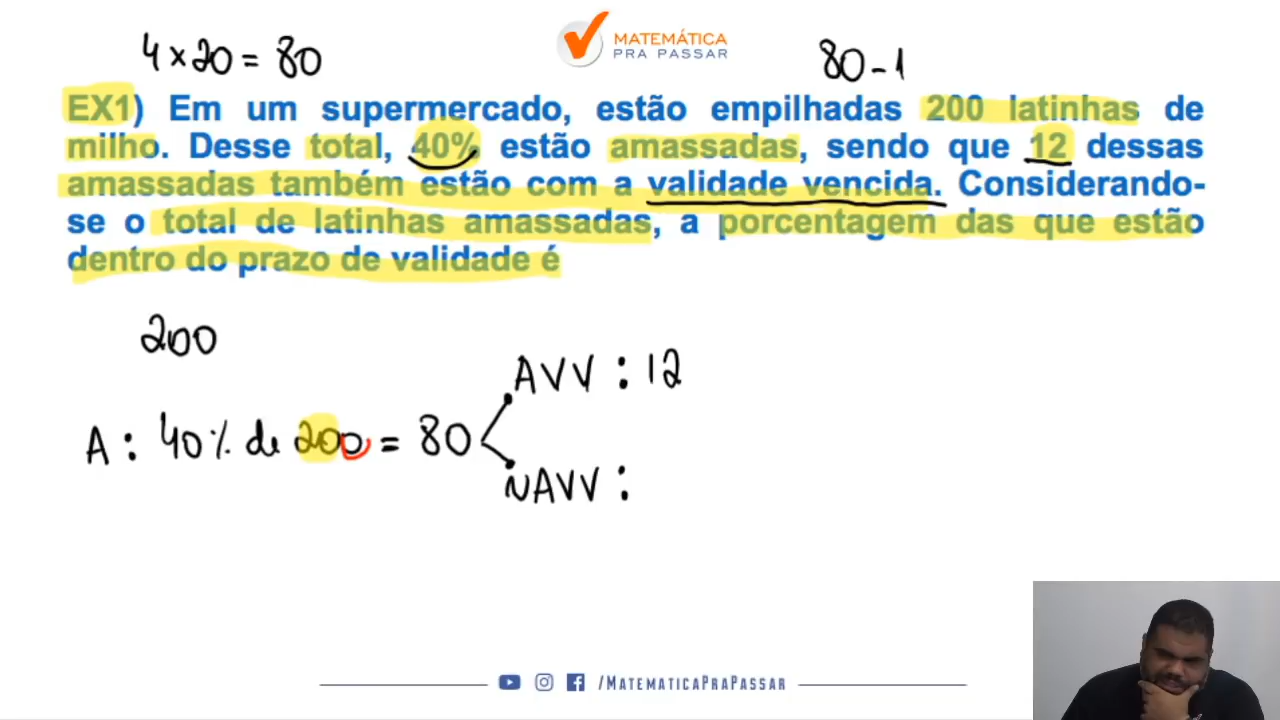 4 x 20 = 80
MATEMÁTICA
PRA PASSAR
80 - 1
EX1) Em um supermercado, estão empilhadas 200 latinhas de
milho. Desse total, 40% estão amassadas, sendo que 12 dessas
amassadas também estão com a validade vencida. Considerando-
se o total de latinhas amassadas, a porcentagem das que estão
dentro do prazo de validade é
200
AVV : 12
A : 40% de 200 = 80
NAVV :
/MATEMATICAPRAPASSAR